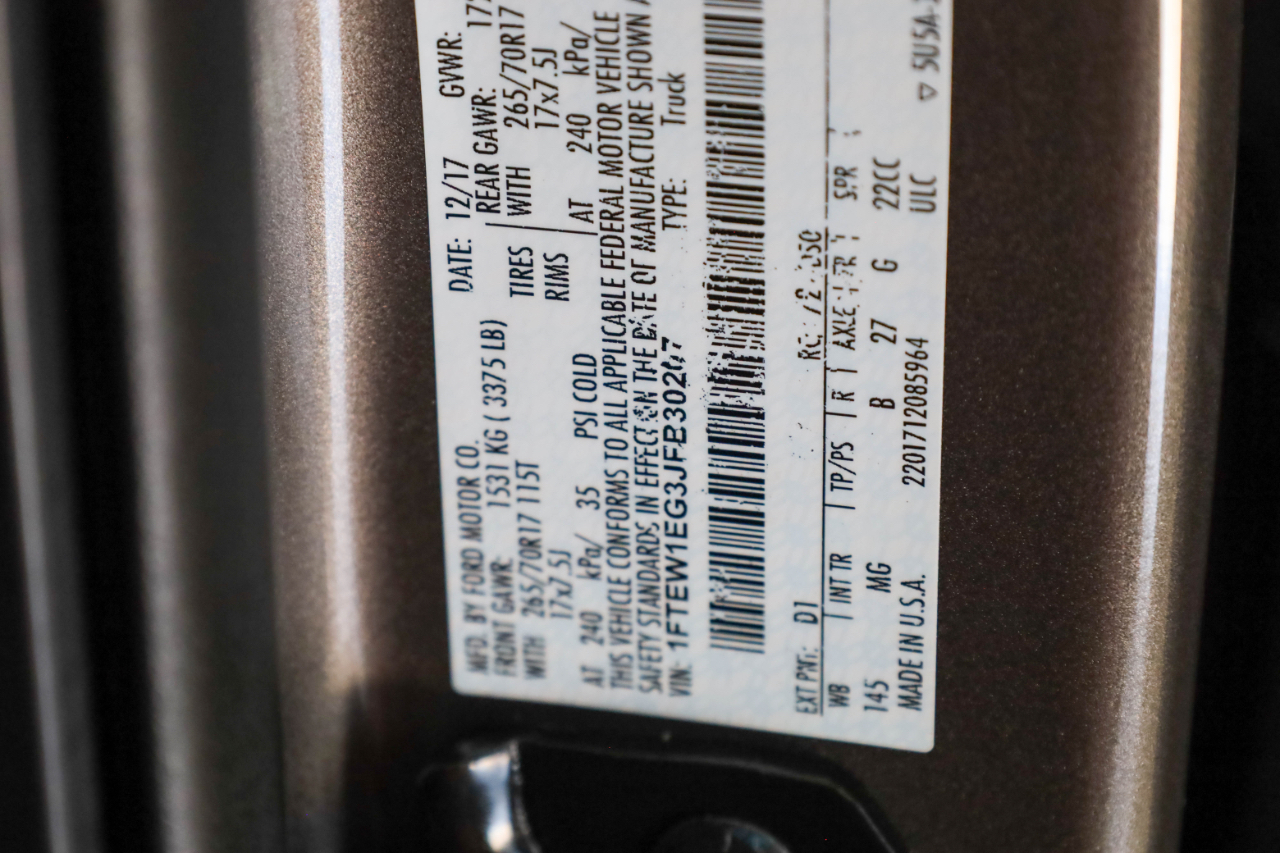 MFD. BY FORD MOTOR CO. DATE: 12/17 GVWR:
FRONT GAWR: 1531 KG ( 3375 LB) REAR GAWR: 17
WITH 265/70R17 115T TIRES WITH 265/70R17
17x7.5J RIMS 17x7.5J
AT 240 kPa/ 35 PSI COLD AT 240 kPa/
THIS VEHICLE CONFORMS TO ALL APPLICABLE FEDERAL MOTOR VEHICLE
SAFETY STANDARDS IN EFFECT ON THE DATE OF MANUFACTURE SHOWN A
VIN: 1FTEW1EG3JFB302 7 TYPE: Truck
EXT PNT: D1
WB INT TR TP/PS R AXLE TR SPR
145 MG B 27 G 22CC
MADE IN U.S.A. 2201712085964 ULC
▽ 5U5A-